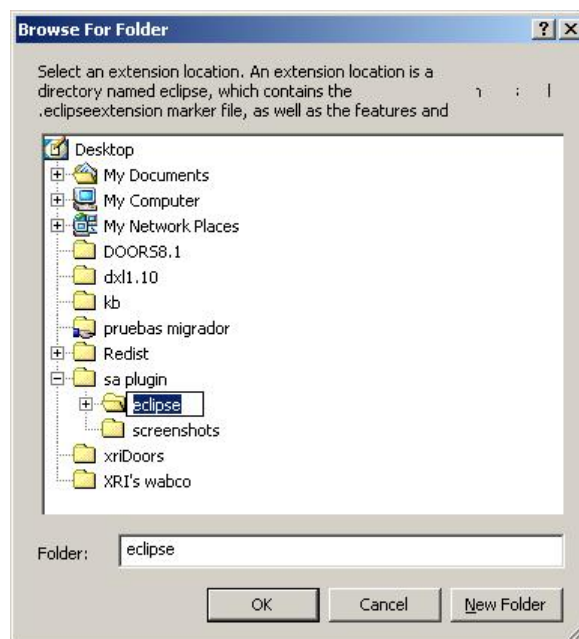 Browse For Folder
Select an extension location. An extension location is a
directory named eclipse, which contains the
.eclipseextension marker file, as well as the features and
Desktop
My Documents
My Computer
My Network Places
DOORS8.1
dxl1.10
kb
pruebas migrador
Redist
sa plugin
eclipse
screenshots
xriDoors
XRI's wabco
Folder: eclipse
OK Cancel New Folder